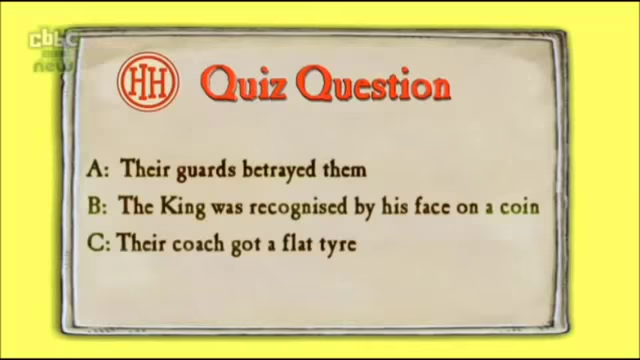 cbbc
new
HH
Quiz Question
A: Their guards betrayed them
B: The King was recognised by his face on a coin
C: Their coach got a flat tyre